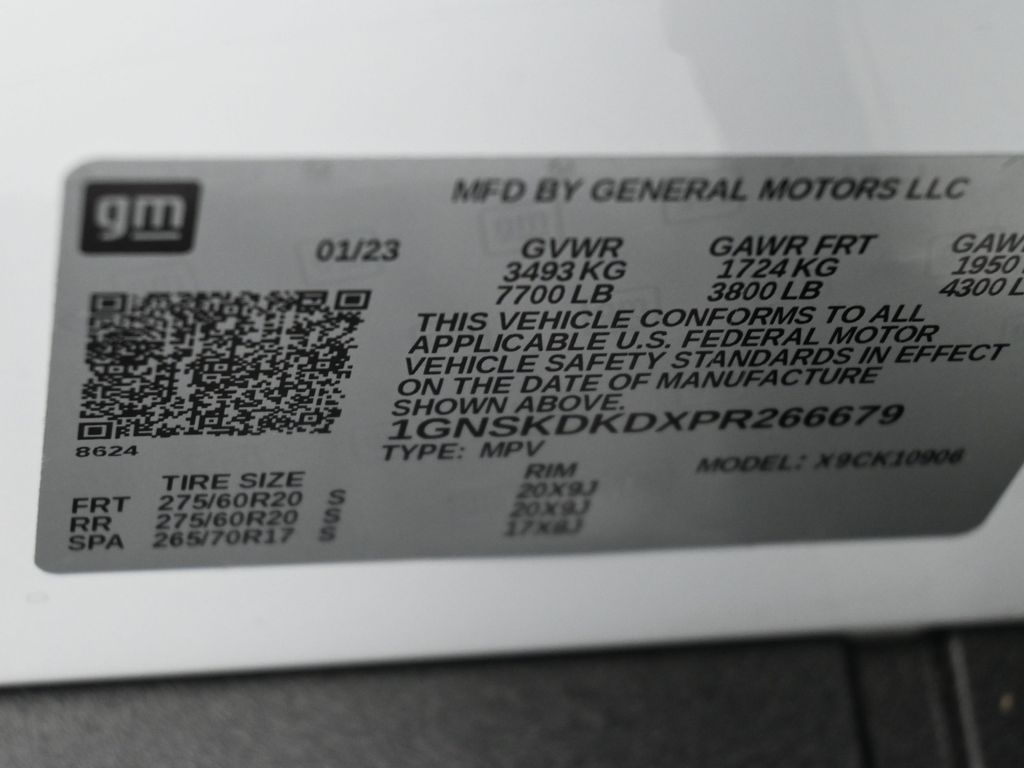 gm
MFD BY GENERAL MOTORS LLC
01/23 GVWR GAWR FRT
3493 KG 1724 KG 1950
7700 LB 3800 LB 4300 L
THIS VEHICLE CONFORMS TO ALL
APPLICABLE U.S. FEDERAL MOTOR
VEHICLE SAFETY STANDARDS IN EFFECT
ON THE DATE OF MANUFACTURE
SHOWN ABOVE.
1GNSKDKDXPR266679
8624
TYPE: MPV MODEL: X9CK10906
TIRE SIZE RIM
FRT 275/60R20 S 20X9J
RR 275/60R20 S 20X9J
SPA 265/70R17 S 17X8J